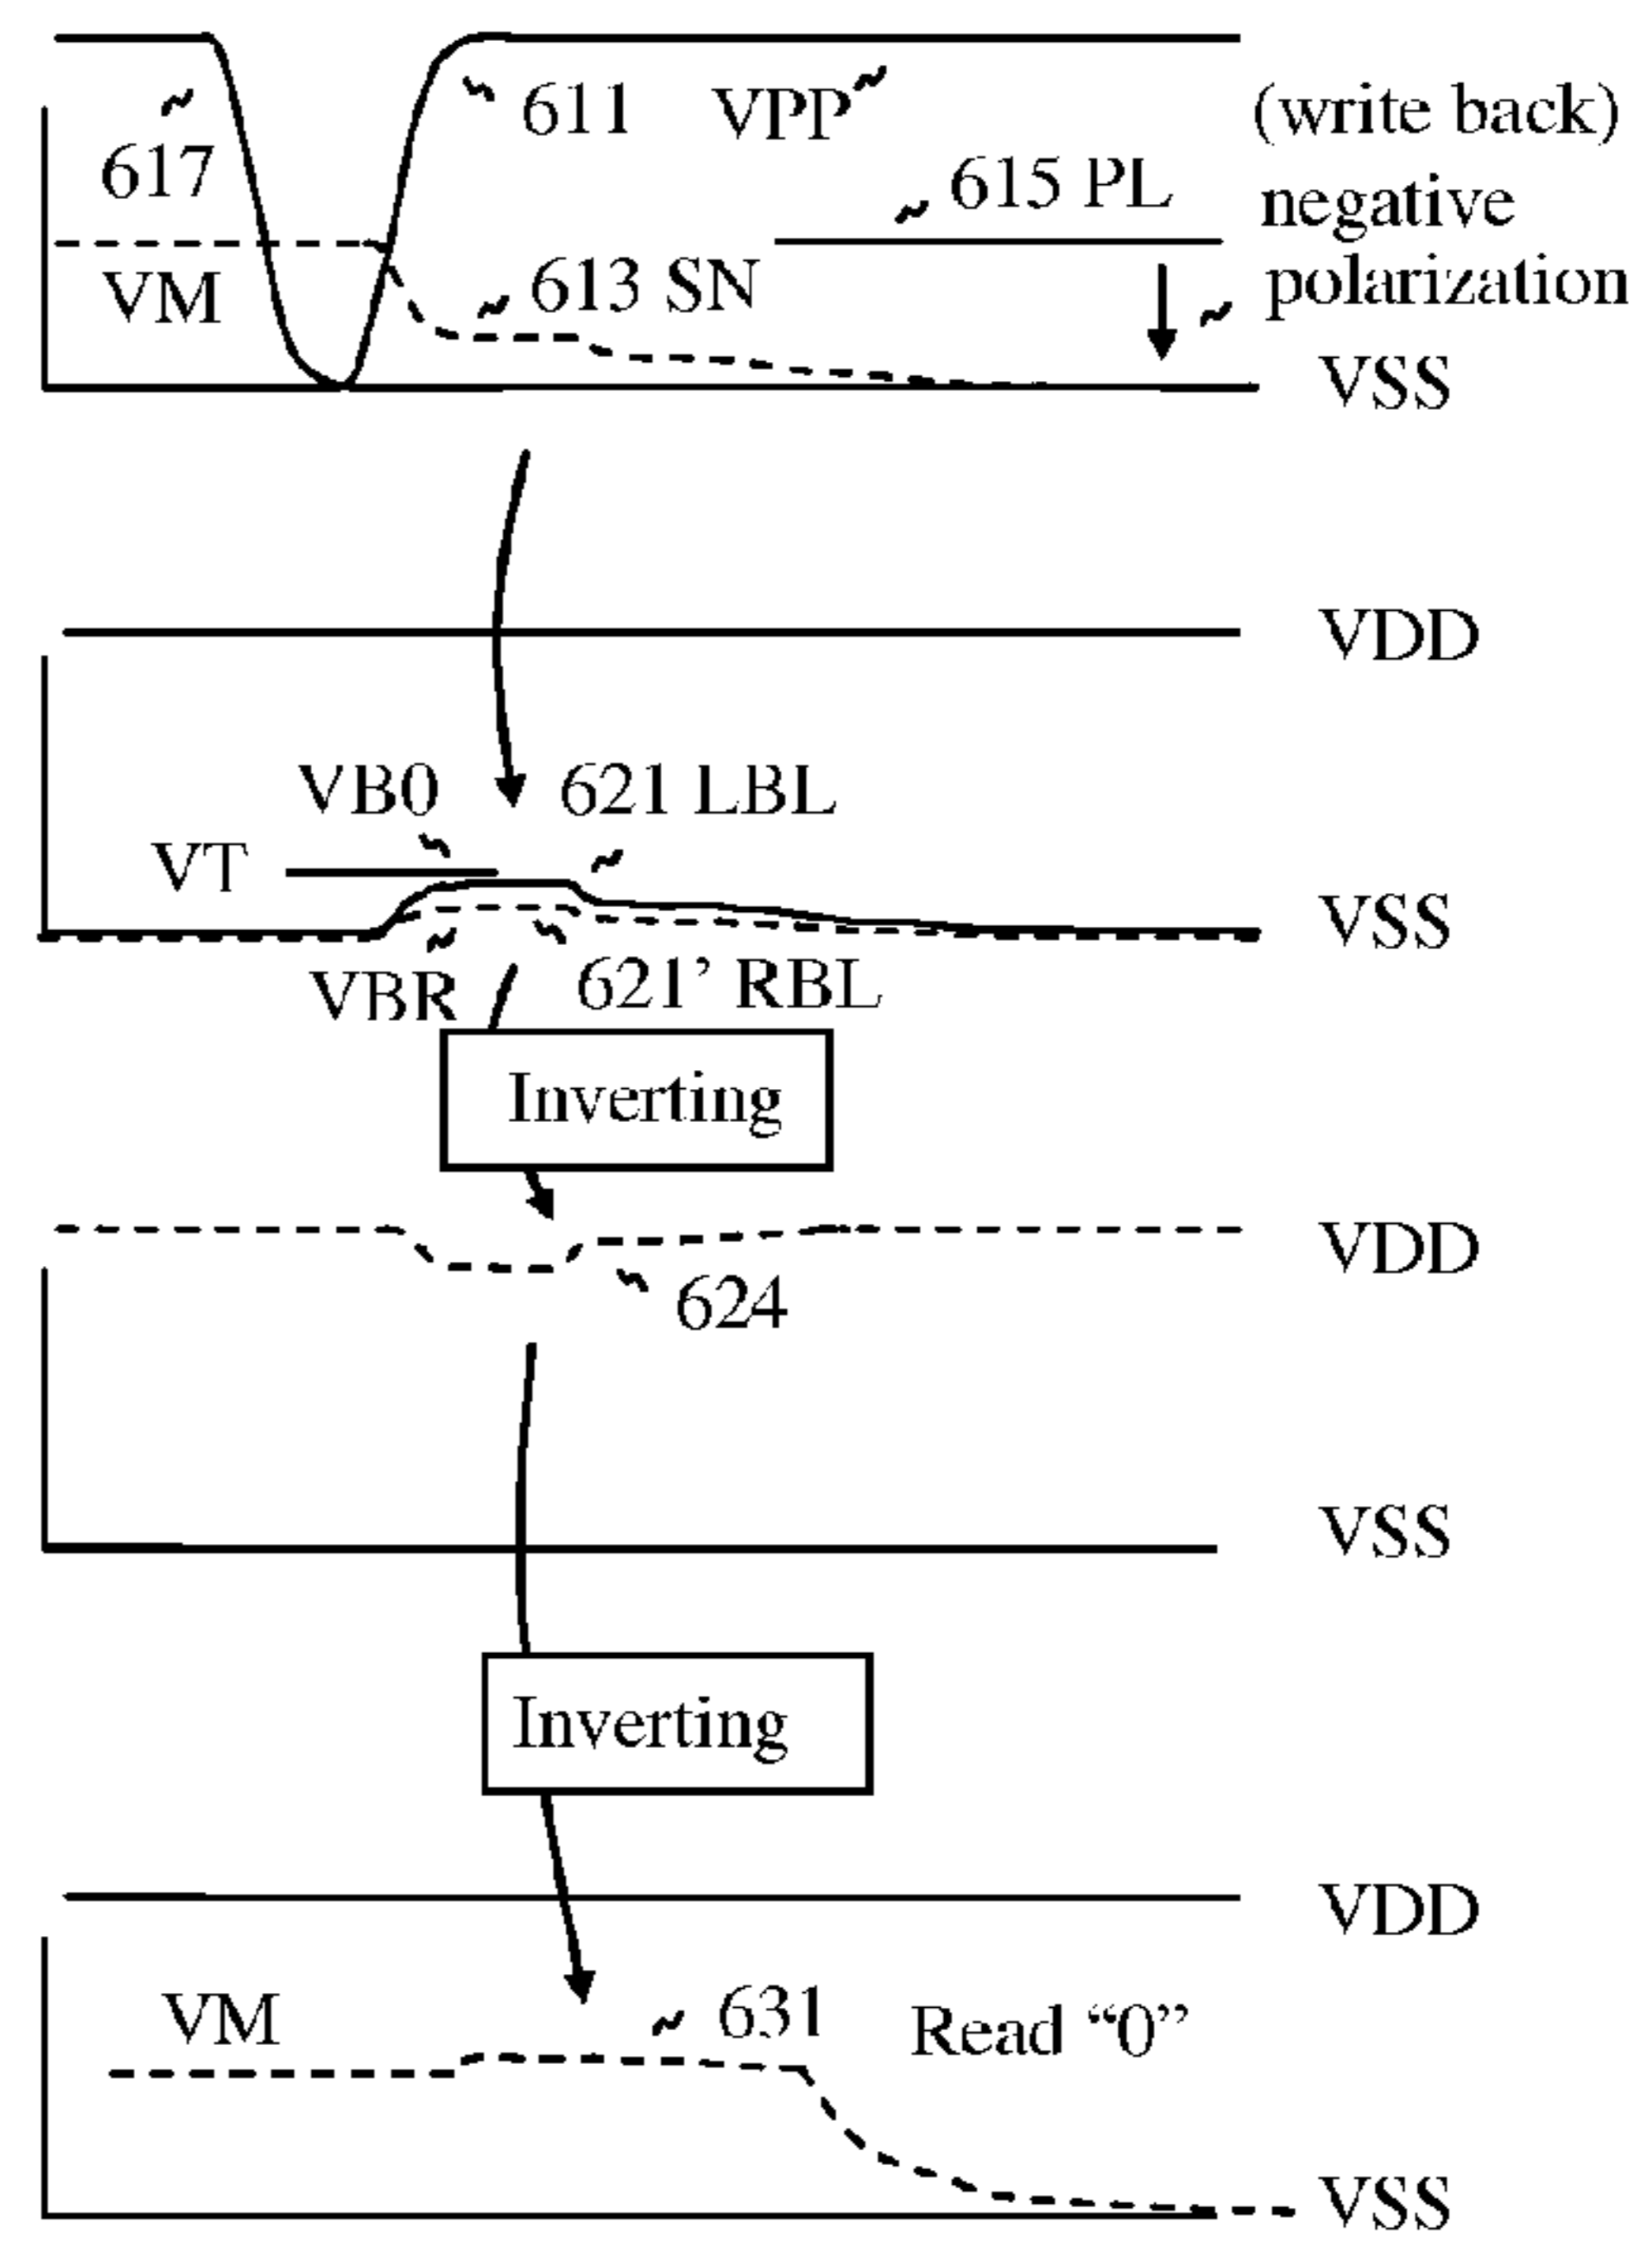 617
611
VPP
(write back)
615 PL
negative
VM
613 SN
polarization
VSS
VDD
VB0
621 LBL
VT
VSS
VBR
621’ RBL
Inverting
VDD
624
VSS
Inverting
VDD
VM
631
Read “0”
VSS